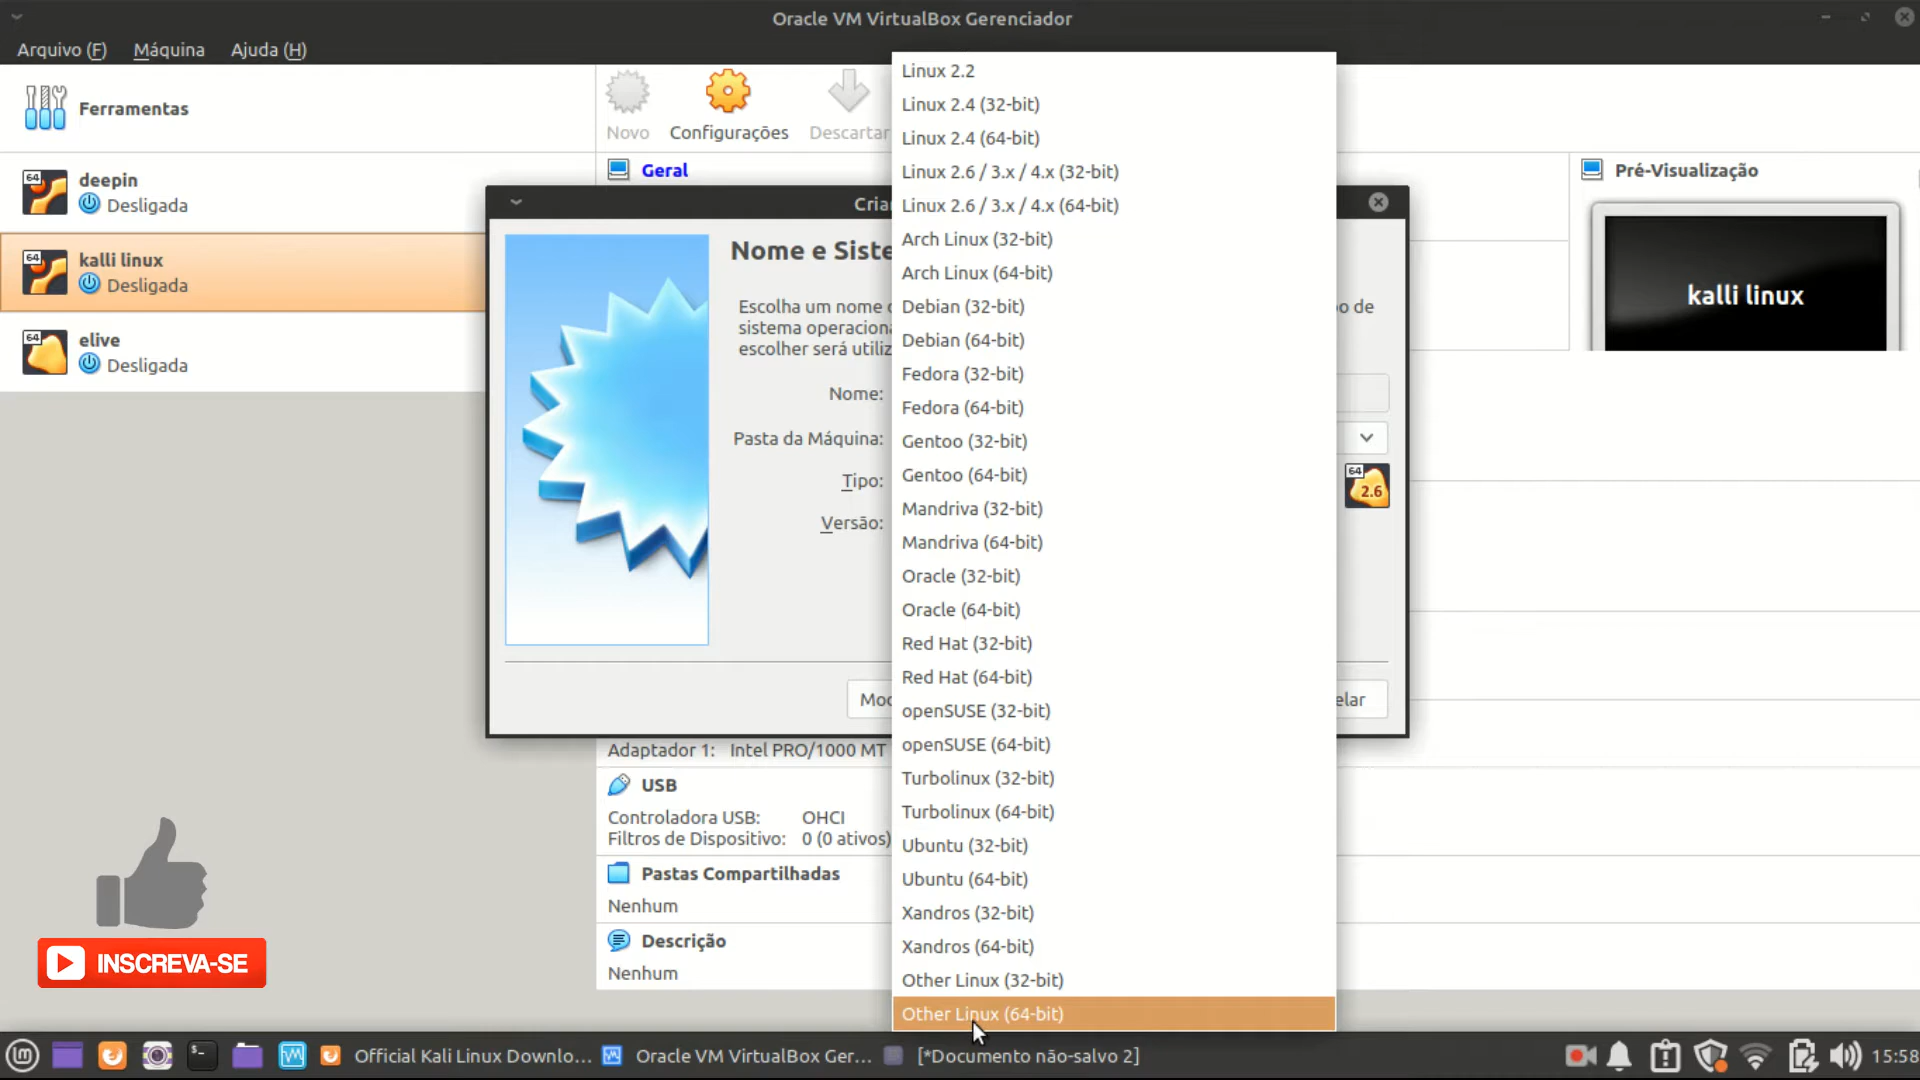 Oracle VM VirtualBox Gerenciador
Arquivo (F) Máquina Ajuda (H)
Ferramentas
Novo Configurações Descartar
64 deepin
Desligada
64 kalli linux
Desligada
64 elive
Desligada
Geral
Pré-Visualização
kalli linux
Nome e Siste
Escolha um nome
sistema operaciona
escolher será utiliz
Nome:
Pasta da Máquina:
Tipo:
Versão:
64
2.6
Linux 2.2
Linux 2.4 (32-bit)
Linux 2.4 (64-bit)
Linux 2.6 / 3.x / 4.x (32-bit)
Linux 2.6 / 3.x / 4.x (64-bit)
Arch Linux (32-bit)
Arch Linux (64-bit)
Debian (32-bit)
Debian (64-bit)
Fedora (32-bit)
Fedora (64-bit)
Gentoo (32-bit)
Gentoo (64-bit)
Mandriva (32-bit)
Mandriva (64-bit)
Oracle (32-bit)
Oracle (64-bit)
Red Hat (32-bit)
Red Hat (64-bit)
openSUSE (32-bit)
openSUSE (64-bit)
Turbolinux (32-bit)
Turbolinux (64-bit)
Ubuntu (32-bit)
Ubuntu (64-bit)
Xandros (32-bit)
Xandros (64-bit)
Other Linux (32-bit)
Other Linux (64-bit)
Adaptador 1: Intel PRO/1000 MT
USB
Controladora USB: OHCI
Filtros de Dispositivo: 0 (0 ativos)
Pastas Compartilhadas
Nenhum
Descrição
Nenhum
INSCREVA-SE
Official Kali Linux Downlo... Oracle VM VirtualBox Ger... [*Documento não-salvo 2] 15:58